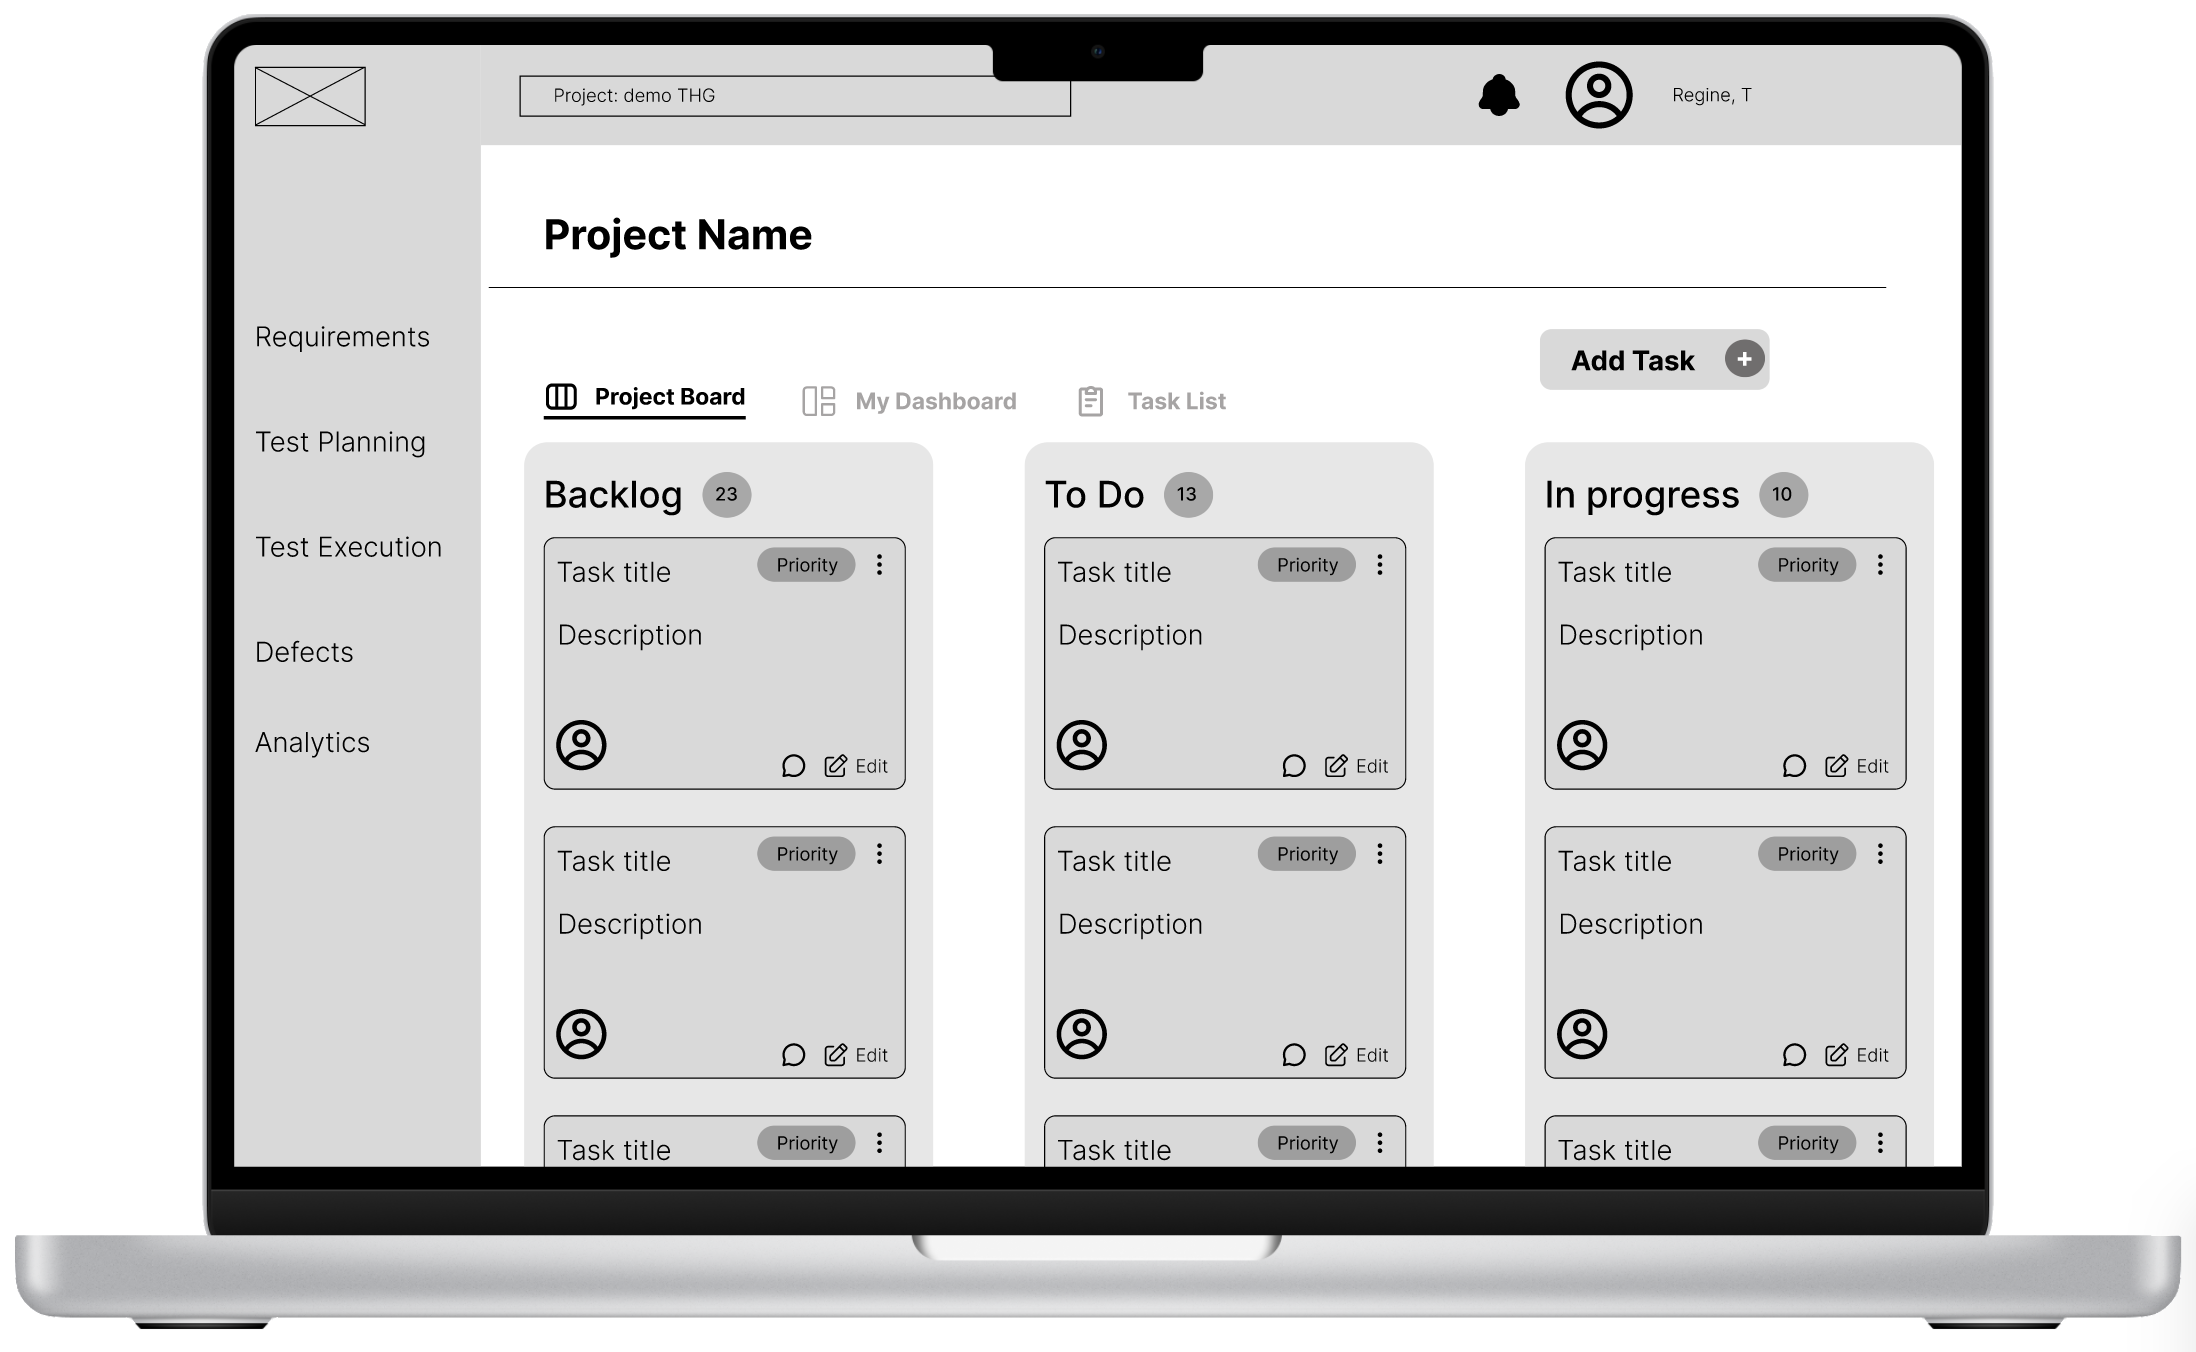 Project: demo THG
Regine, T
Project Name
Requirements
Test Planning
Test Execution
Defects
Analytics
Add Task
Project Board
My Dashboard
Task List
Backlog 23
Task title Priority
Description
Edit
Task title Priority
Description
Edit
Task title Priority
To Do 13
Task title Priority
Description
Edit
Task title Priority
Description
Edit
Task title Priority
In progress 10
Task title Priority
Description
Edit
Task title Priority
Description
Edit
Task title Priority